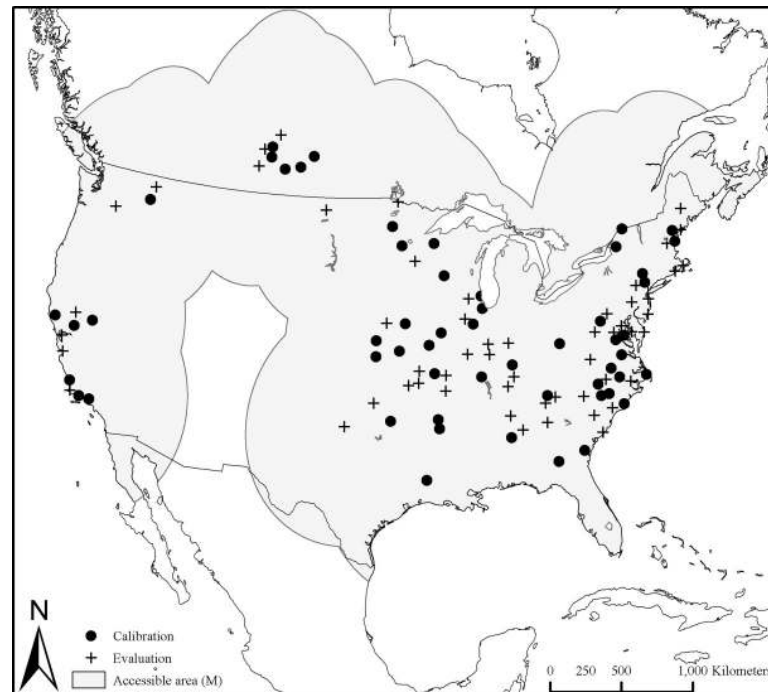 N
Calibration
Evaluation
Accessible area (M)
0 250 500 1,000 Kilometers